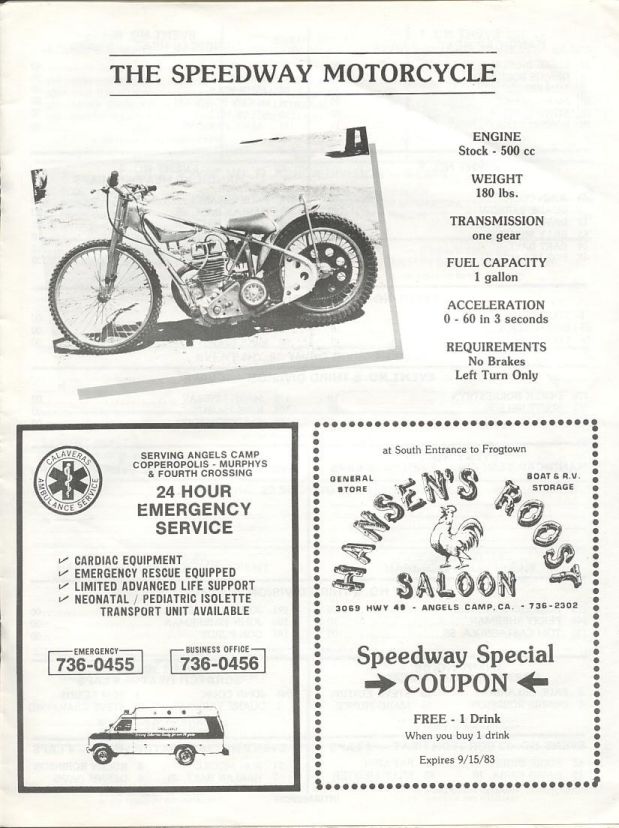 THE SPEEDWAY MOTORCYCLE
ENGINE
Stock - 500 cc
WEIGHT
180 lbs.
TRANSMISSION
one gear
FUEL CAPACITY
1 gallon
ACCELERATION
0 - 60 in 3 seconds
REQUIREMENTS
No Brakes
Left Turn Only
CALAVERAS
AMBULANCE SERVICE
SERVING ANGELS CAMP
COPPEROPOLIS - MURPHYS
& FOURTH CROSSING
24 HOUR
EMERGENCY
SERVICE
✓ CARDIAC EQUIPMENT
✓ EMERGENCY RESCUE EQUIPPED
✓ LIMITED ADVANCED LIFE SUPPORT
✓ NEONATAL / PEDIATRIC ISOLETTE
TRANSPORT UNIT AVAILABLE
EMERGENCY
736-0455
BUSINESS OFFICE
736-0456
at South Entrance to Frogtown
GENERAL
STORE
BOAT & R.V.
STORAGE
HANSEN'S ROOST
SALOON
3069 HWY 49 - ANGELS CAMP, CA. - 736-2302
Speedway Special
COUPON
FREE - 1 Drink
When you buy 1 drink
Expires 9/15/83